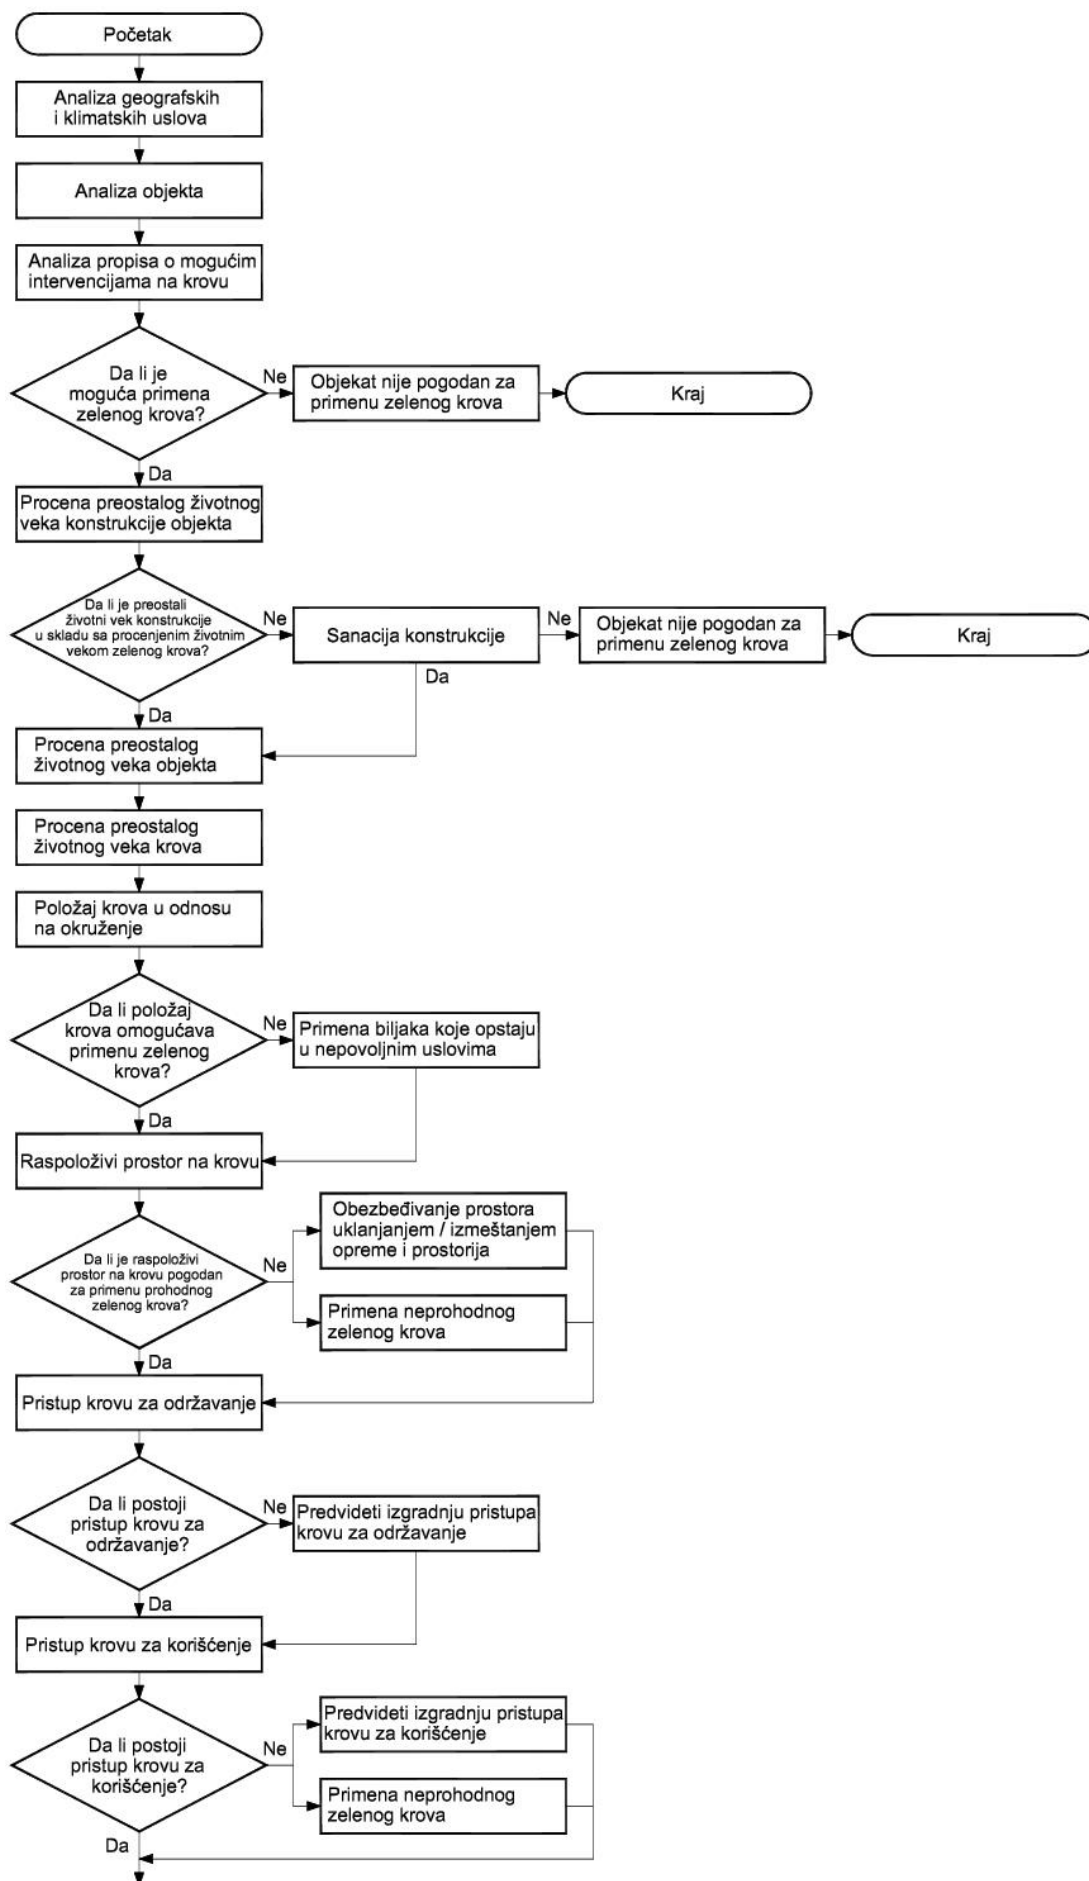 Početak
Analiza geografskih
i klimatskih uslova
Analiza objekta
Analiza propisa o mogućim
intervencijama na krovu
Da li je
moguća primena
zelenog krova?
Ne
Objekat nije pogodan za
primenu zelenog krova
Kraj
Da
Procena preostalog životnog
veka konstrukcije objekta
Da li je preostali
životni vek konstrukcije
u skladu sa procenjenim životnim
vekom zelenog krova?
Ne
Sanacija konstrukcije
Ne
Objekat nije pogodan za
primenu zelenog krova
Kraj
Da
Da
Procena preostalog
životnog veka objekta
Procena preostalog
životnog veka krova
Položaj krova u odnosu
na okruženje
Da li položaj
krova omogućava
primenu zelenog
krova?
Ne
Primena biljaka koje opstaju
u nepovoljnim uslovima
Da
Raspoloživi prostor na krovu
Da li je raspoloživi
prostor na krovu pogodan
za primenu prohodnog
zelenog krova?
Ne
Obezbeđivanje prostora
uklanjanjem / izmeštanjem
opreme i prostorija
Primena neprohodnog
zelenog krova
Da
Pristup krovu za održavanje
Da li postoji
pristup krovu za
održavanje?
Ne
Predvideti izgradnju pristupa
krovu za održavanje
Da
Pristup krovu za korišćenje
Da li postoji
pristup krovu za
korišćenje?
Ne
Predvideti izgradnju pristupa
krovu za korišćenje
Primena neprohodnog
zelenog krova
Da